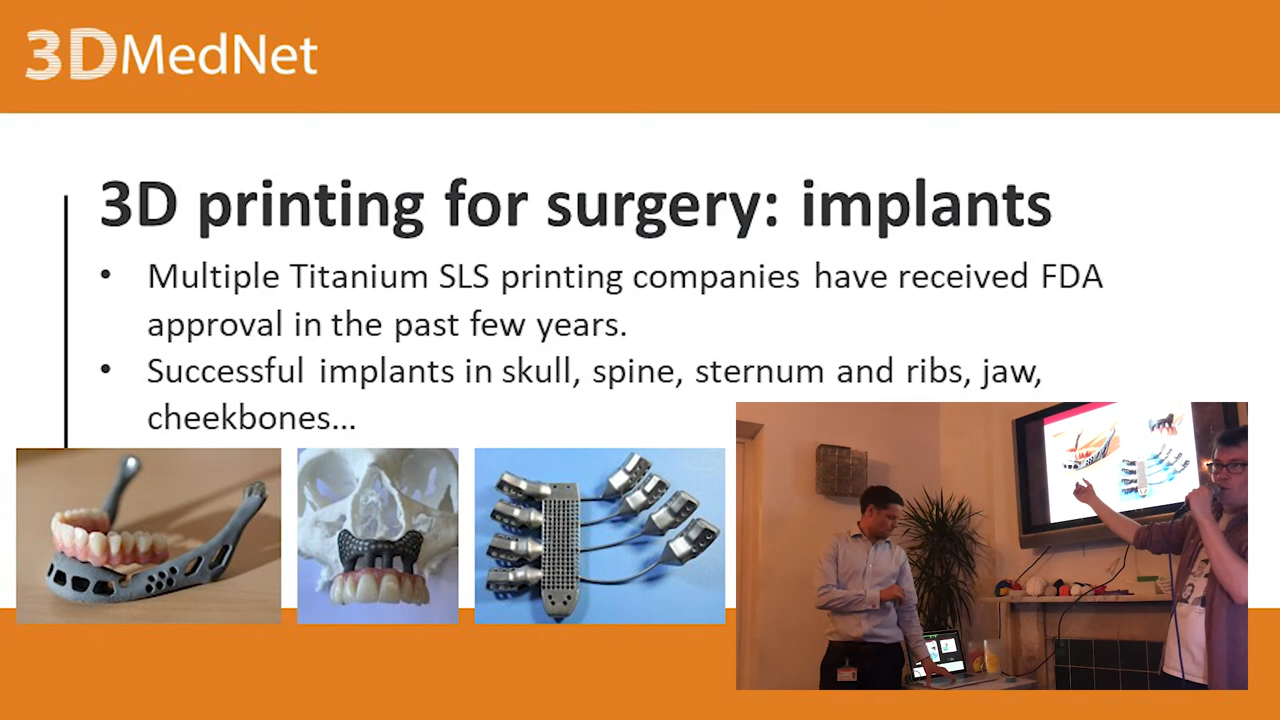 3DMedNet
3D printing for surgery: implants
• Multiple Titanium SLS printing companies have received FDA
approval in the past few years.
• Successful implants in skull, spine, sternum and ribs, jaw,
cheekbones...